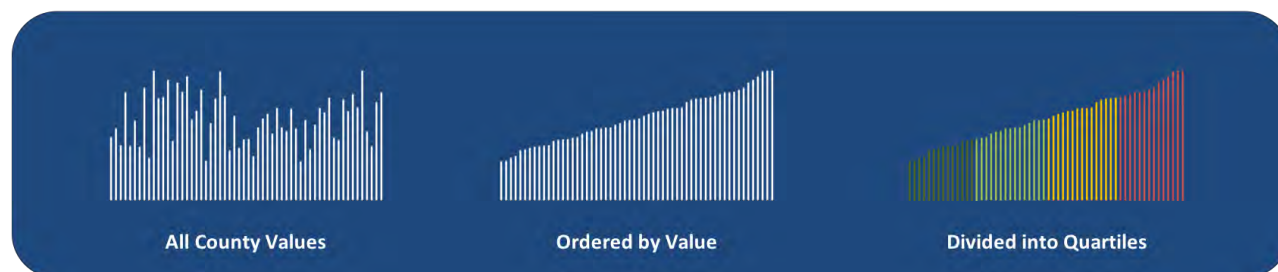 All County Values
Ordered by Value
Divided into Quartiles